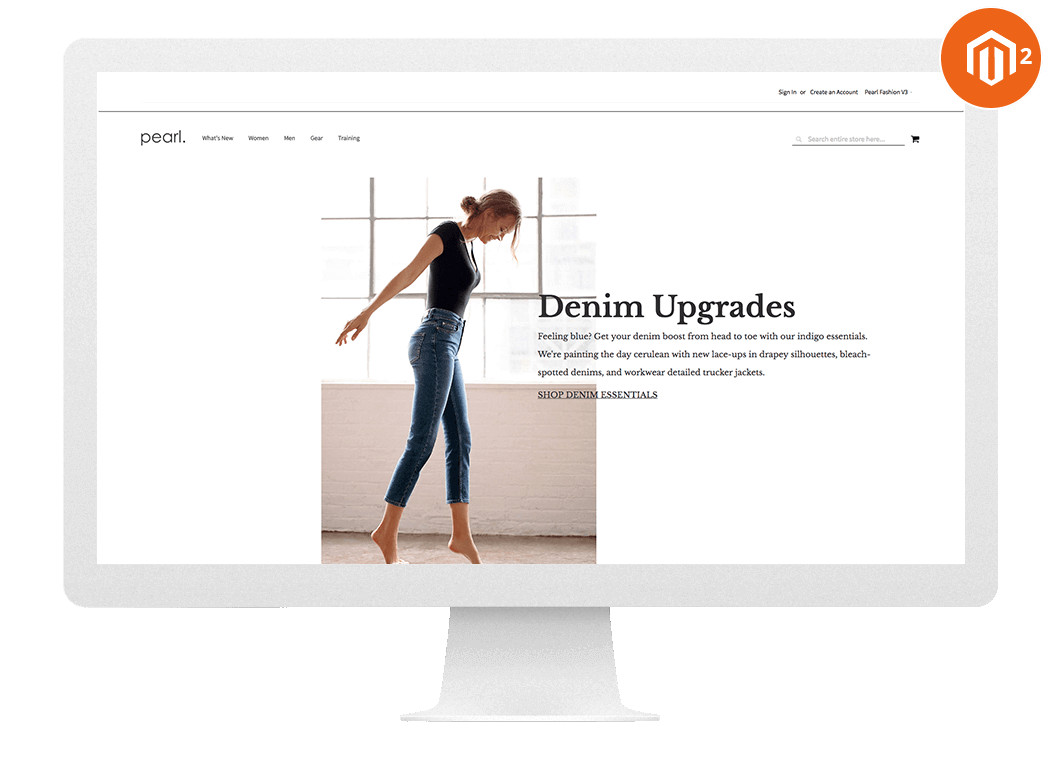 2
Sign In or Create an Account Pearl Fashion V3
pearl. What's New Women Men Gear Training Search entire store here...
Denim Upgrades
Feeling blue? Get your denim boost from head to toe with our indigo essentials.
We're painting the day cerulean with new lace-ups in drapey silhouettes, bleach-
spotted denims, and workwear detailed trucker jackets.
SHOP DENIM ESSENTIALS